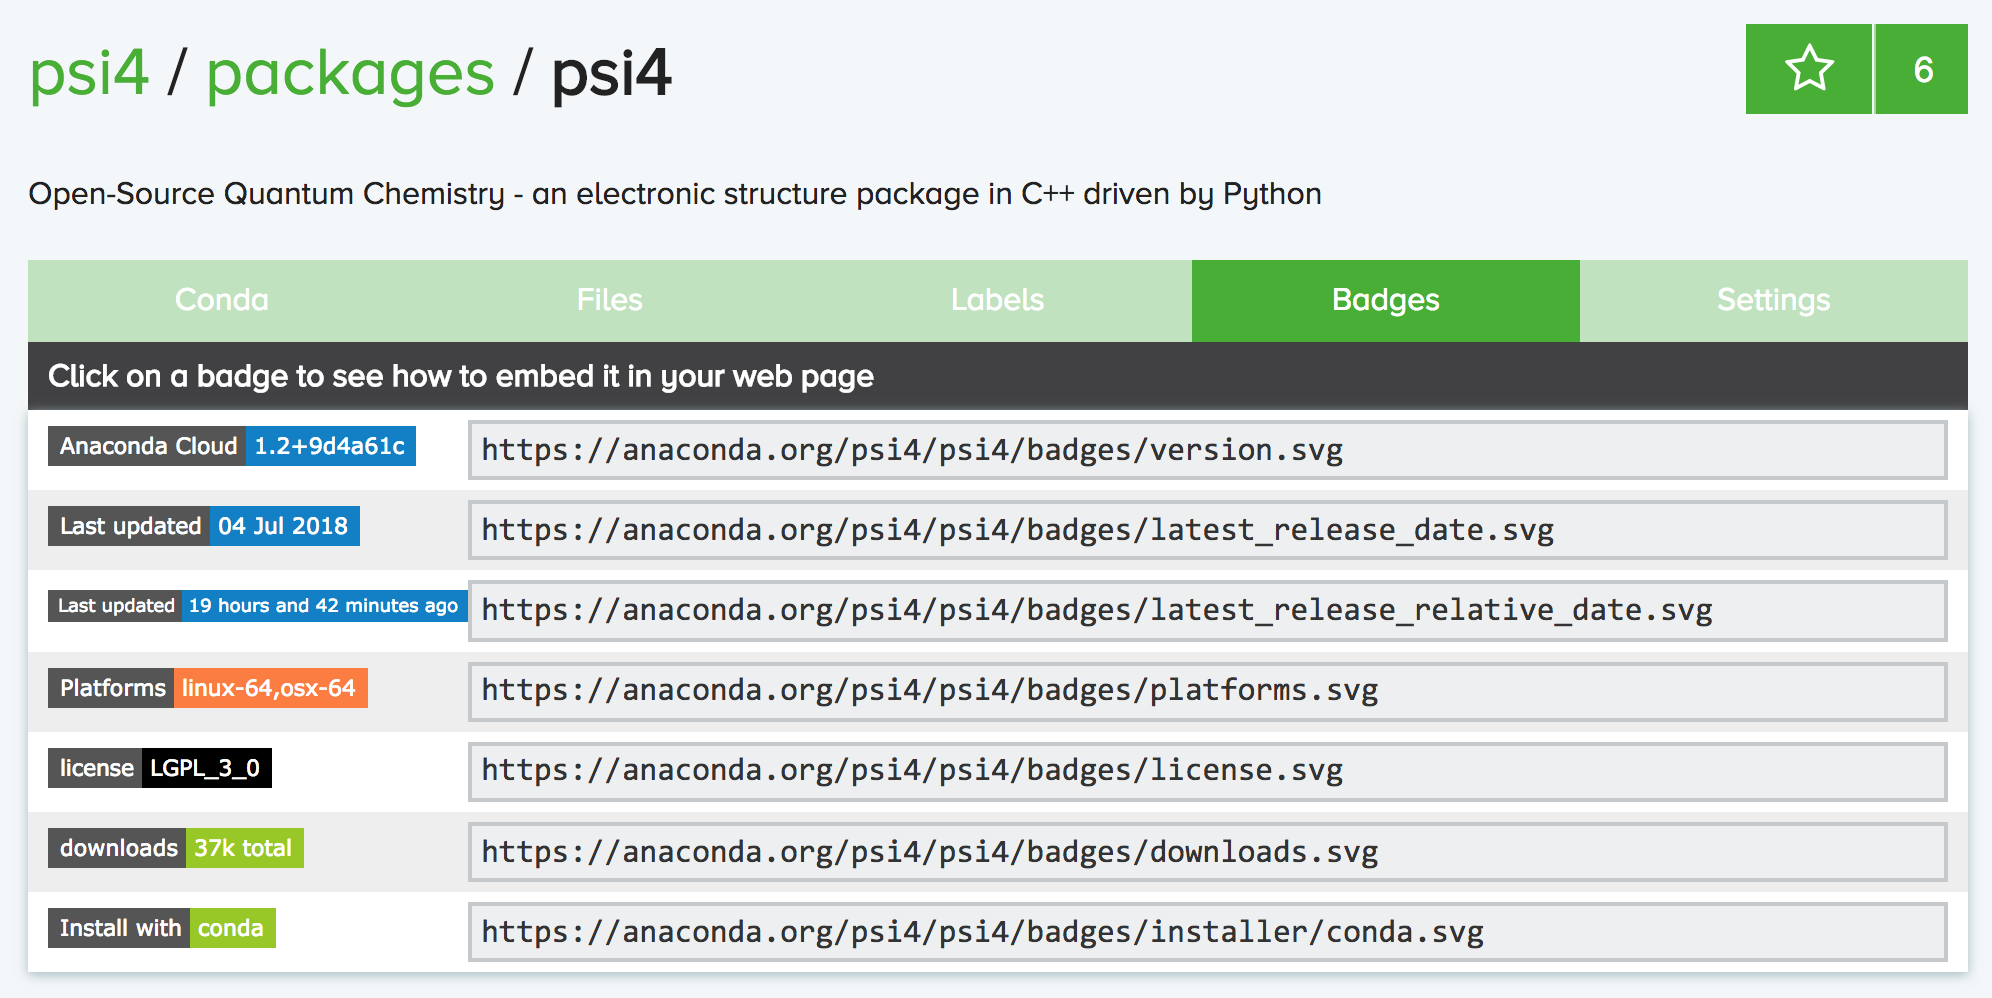 psi4 / packages / psi4
6
Open-Source Quantum Chemistry - an electronic structure package in C++ driven by Python
Conda Files Labels Badges Settings
Click on a badge to see how to embed it in your web page
Anaconda Cloud 1.2+9d4a61c https://anaconda.org/psi4/psi4/badges/version.svg
Last updated 04 Jul 2018 https://anaconda.org/psi4/psi4/badges/latest_release_date.svg
Last updated 19 hours and 42 minutes ago https://anaconda.org/psi4/psi4/badges/latest_release_relative_date.svg
Platforms linux-64,osx-64 https://anaconda.org/psi4/psi4/badges/platforms.svg
license LGPL_3_0 https://anaconda.org/psi4/psi4/badges/license.svg
downloads 37k total https://anaconda.org/psi4/psi4/badges/downloads.svg
Install with conda https://anaconda.org/psi4/psi4/badges/installer/conda.svg